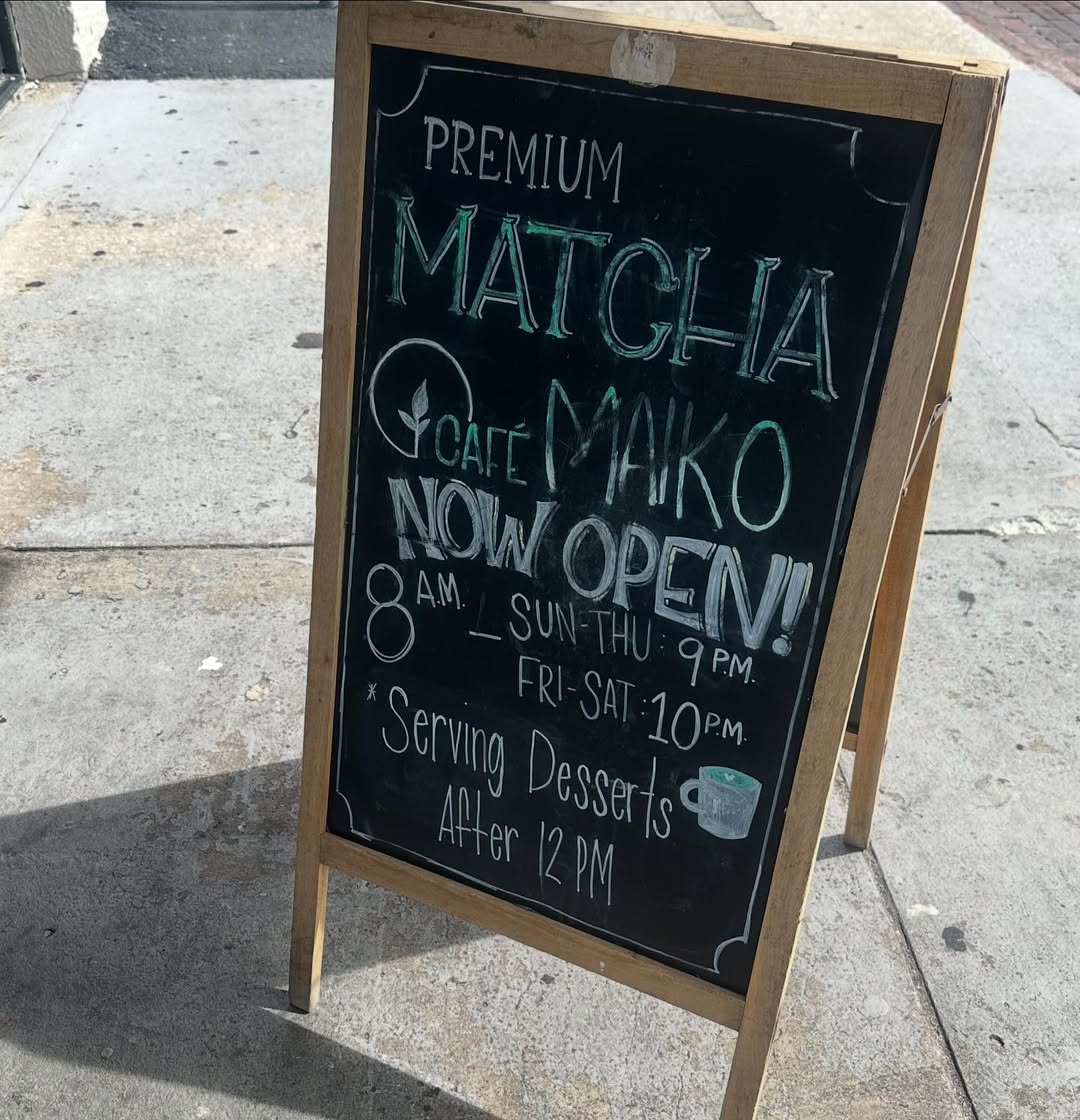 PREMIUM
MATCHA
CAFÉ MAIKO
NOW OPEN!
8 A.M. – SUN-THU: 9 P.M.
FRI-SAT: 10 P.M.
* Serving Desserts
After 12 PM